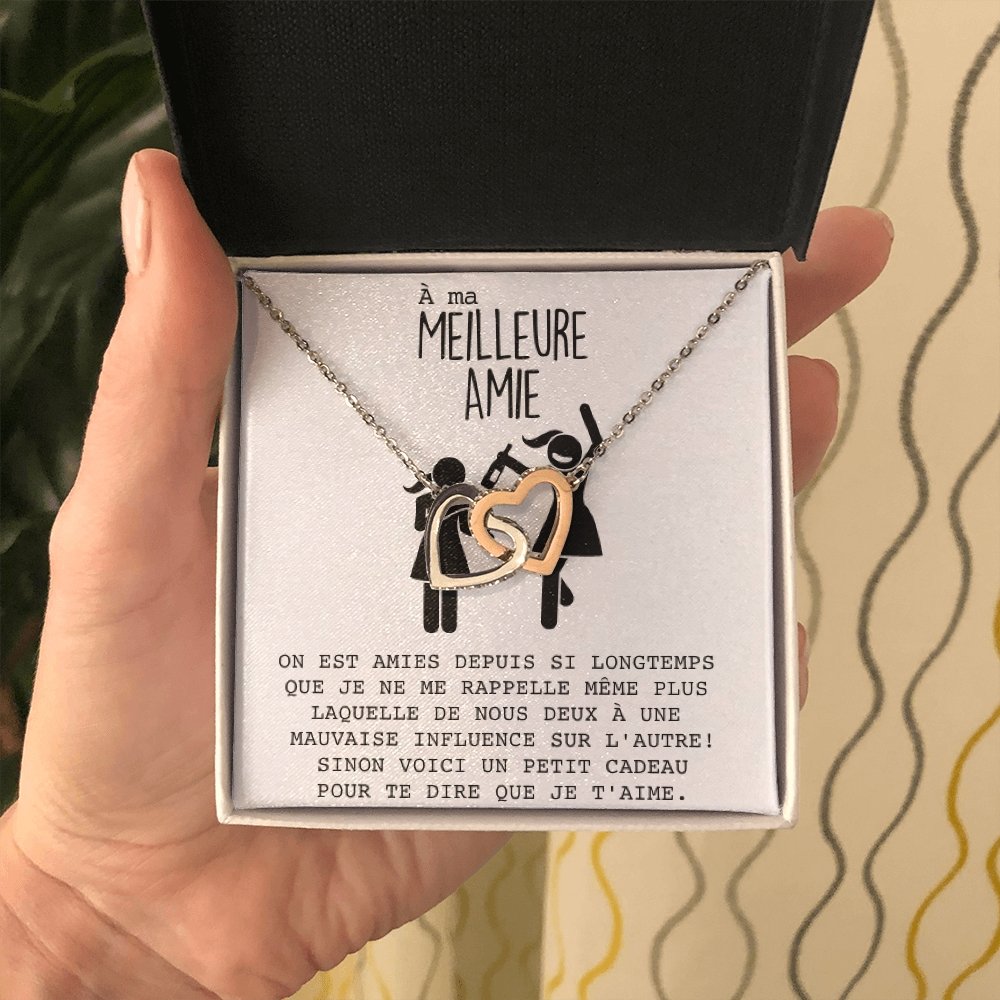 À ma
MEILLEURE
AMIE
ON EST AMIES DEPUIS SI LONGTEMPS
QUE JE NE ME RAPPELLE MÊME PLUS
LAQUELLE DE NOUS DEUX À UNE
MAUVAISE INFLUENCE SUR L'AUTRE!
SINON VOICI UN PETIT CADEAU
POUR TE DIRE QUE JE T'AIME.